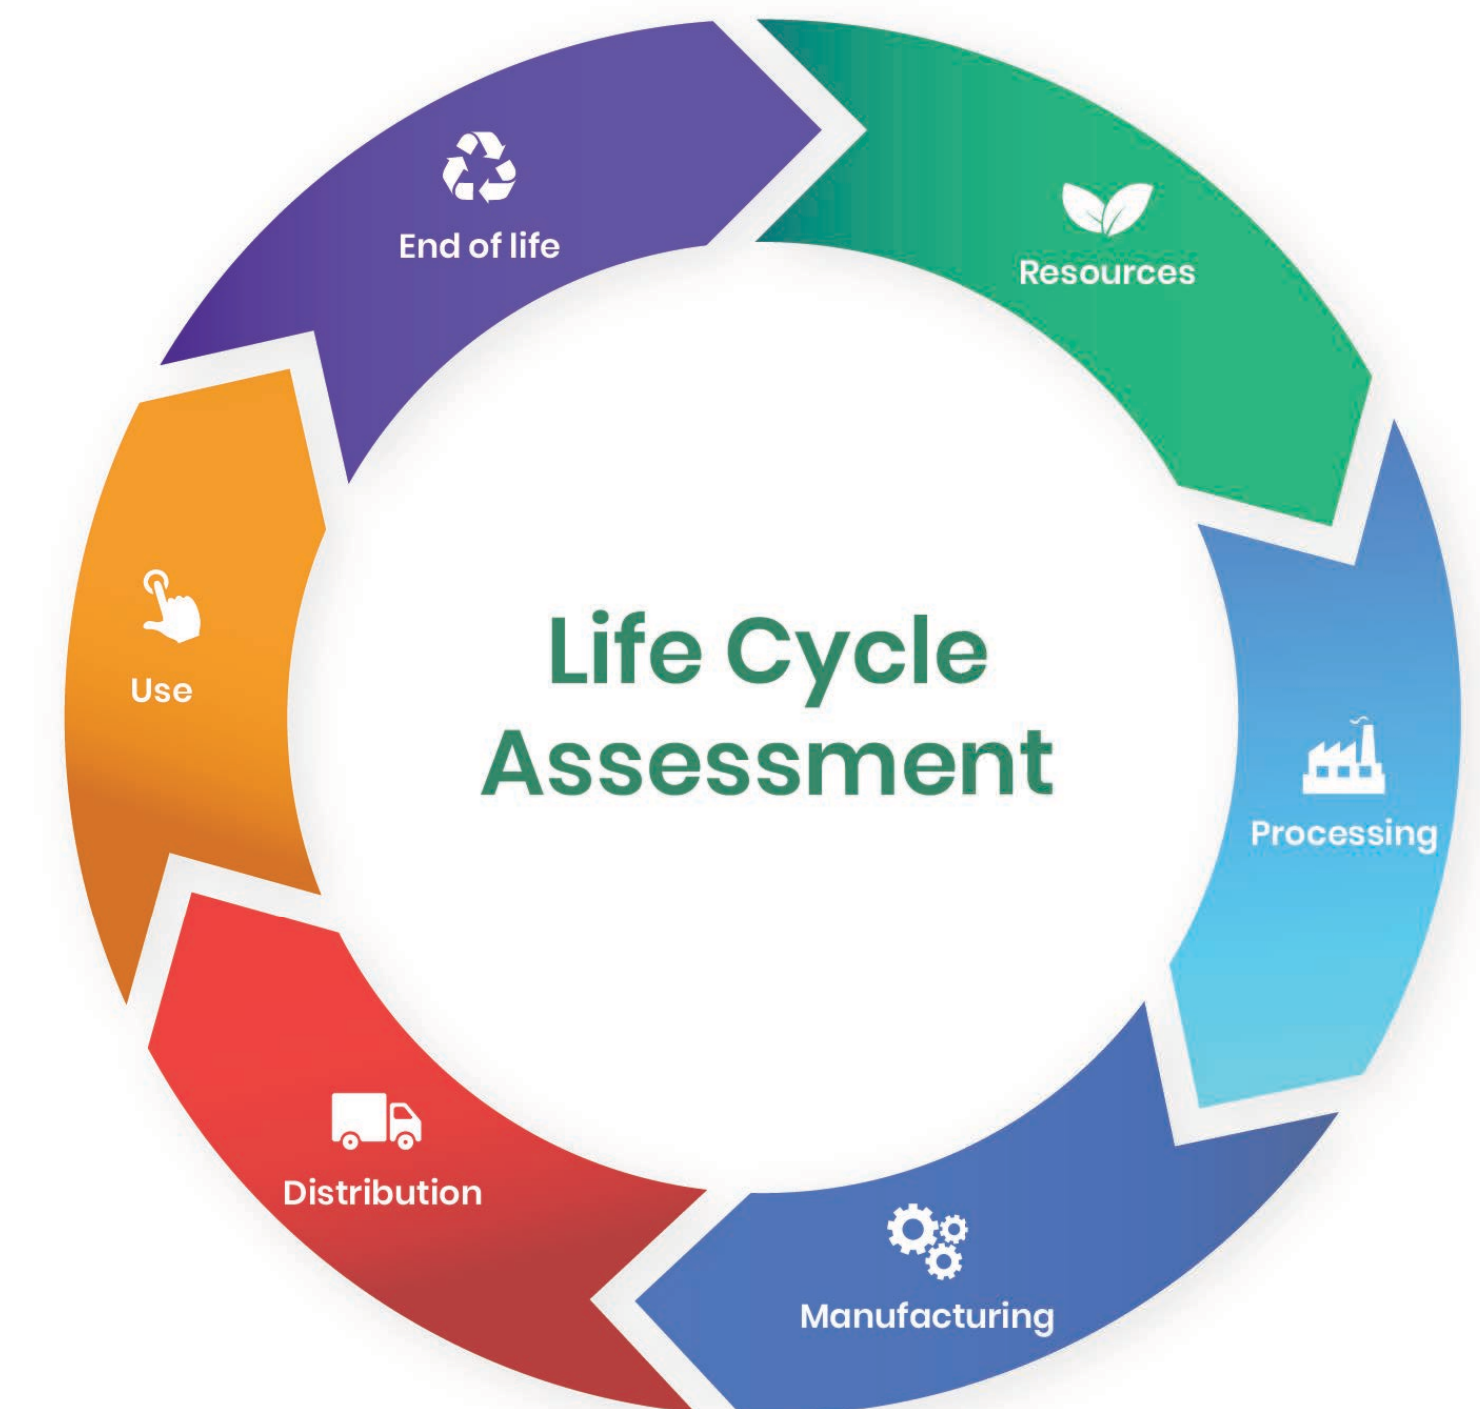 End of life
Resources
Use
Life Cycle
Assessment
Processing
Distribution
Manufacturing